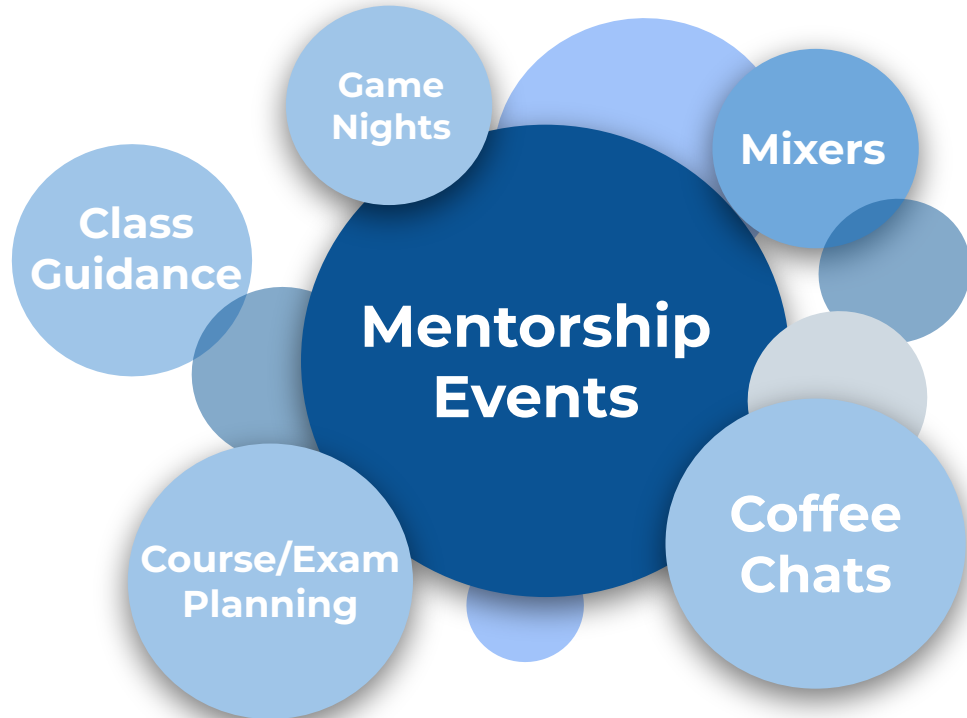 Game
Nights
Mixers
Class
Guidance
Mentorship
Events
Coffee
Chats
Course/Exam
Planning